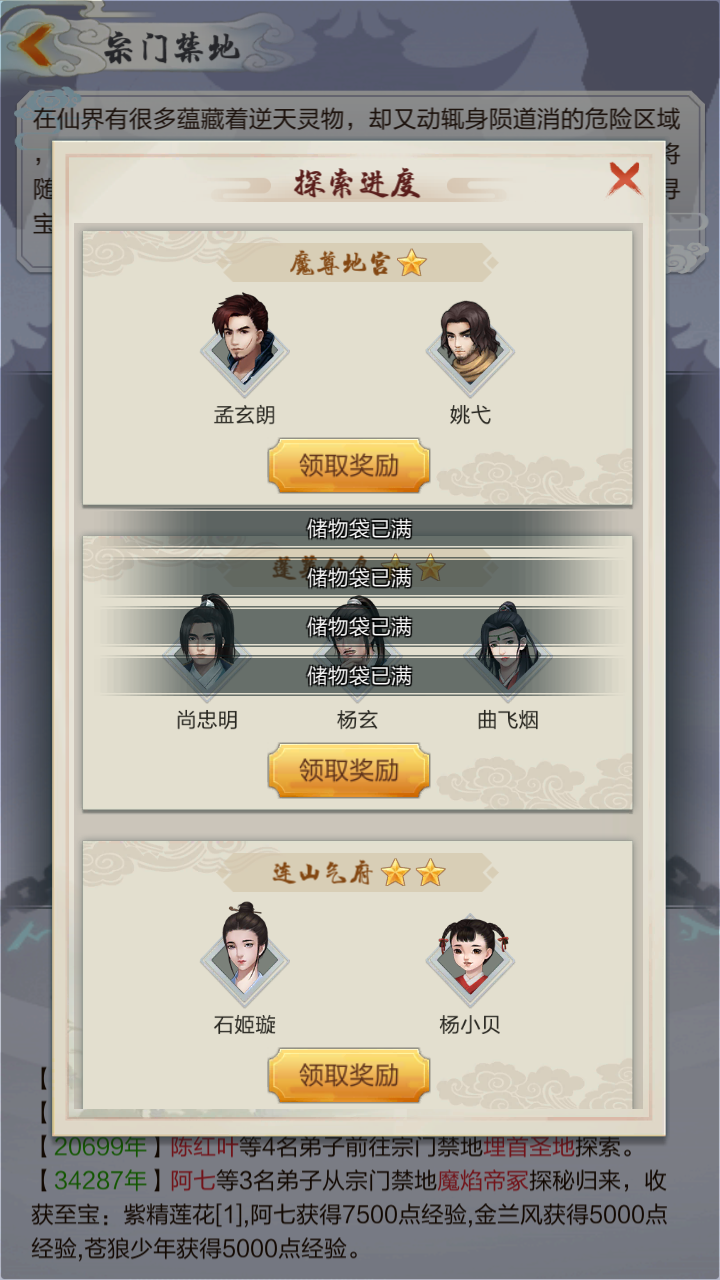 宗门禁地
在仙界有很多蕴藏着逆天灵物，却又动辄身陨道消的危险区域
，
将
随
寻
宝
探索进度
魔尊地宫
孟玄朗
姚弋
领取奖励
储物袋已满
储物袋已满
储物袋已满
储物袋已满
尚忠明
杨玄
曲飞烟
领取奖励
连山气府
石姬璇
杨小贝
领取奖励
【
【
【20699年】陈红叶等4名弟子前往宗门禁地埋首圣地探索。
【34287年】阿七等3名弟子从宗门禁地魔焰帝冢探秘归来，收
获至宝：紫精莲花[1],阿七获得7500点经验,金兰风获得5000点
经验,苍狼少年获得5000点经验。